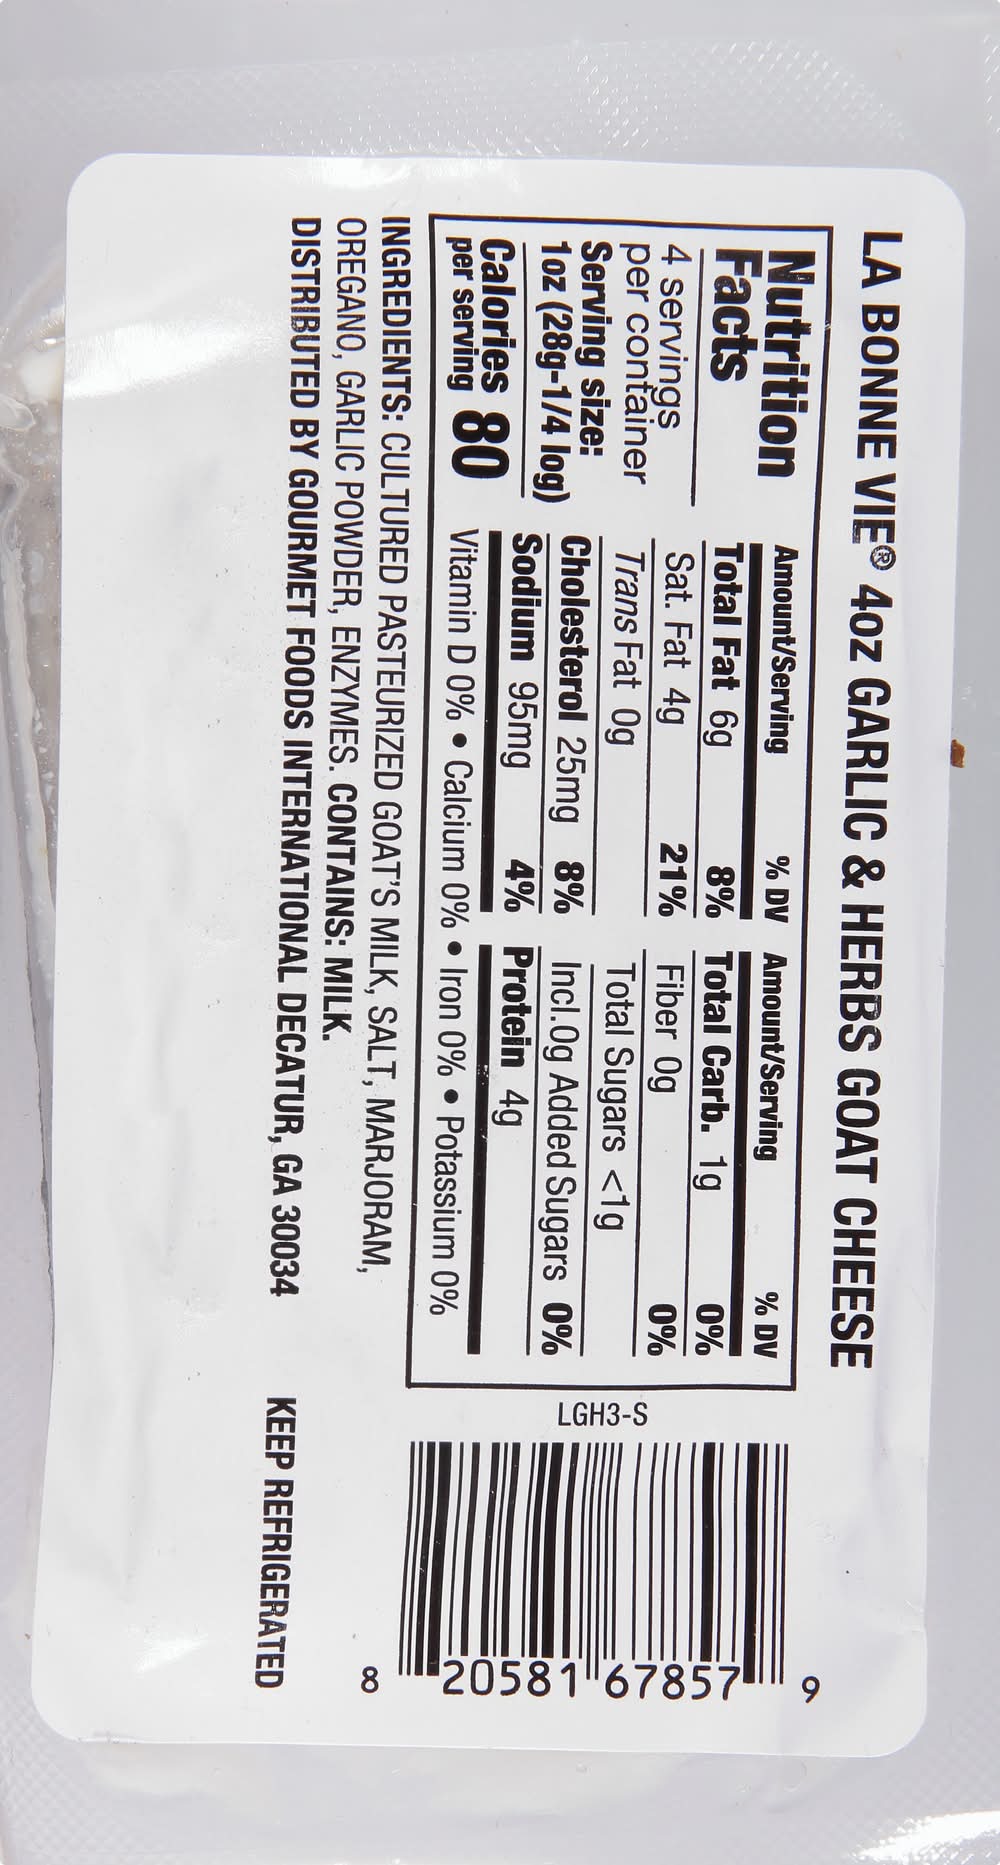 LA BONNE VIE® 4oz GARLIC & HERBS GOAT CHEESE
Nutrition
Facts
4 servings
per container
Serving size:
1oz (28g-1/4 log)
Calories 80
per serving
Amount/Serving % DV
Total Fat 6g 8%
Sat. Fat 4g 21%
Trans Fat 0g
Cholesterol 25mg 8%
Sodium 95mg 4%
Amount/Serving % DV
Total Carb. 1g 0%
Fiber 0g 0%
Total Sugars <1g
Incl.0g Added Sugars 0%
Protein 4g
Vitamin D 0% • Calcium 0% • Iron 0% • Potassium 0%
INGREDIENTS: CULTURED PASTEURIZED GOAT'S MILK, SALT, MARJORAM,
OREGANO, GARLIC POWDER, ENZYMES. CONTAINS: MILK.
DISTRIBUTED BY GOURMET FOODS INTERNATIONAL DECATUR, GA 30034
KEEP REFRIGERATED
LGH3-S
8 20581 67857 9